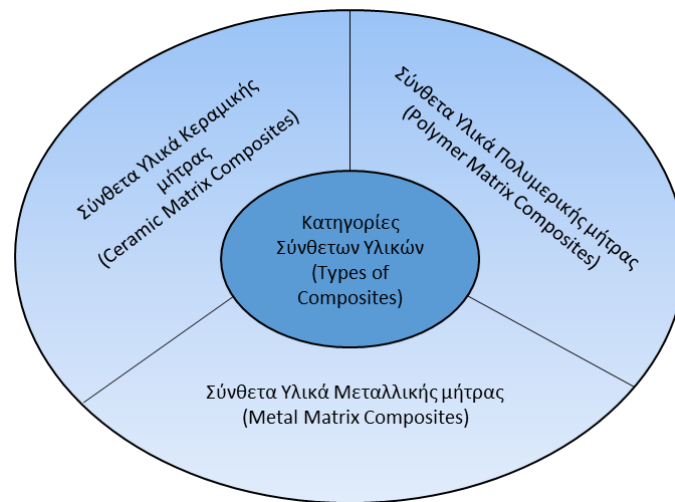 Σύνθετα Υλικά Κεραμικής
μήτρας
(Ceramic Matrix Composites)
Σύνθετα Υλικά Πολυμερικής μήτρας
(Polymer Matrix Composites)
Κατηγορίες
Σύνθετων Υλικών
(Types of
Composites)
Σύνθετα Υλικά Μεταλλικής μήτρας
(Metal Matrix Composites)